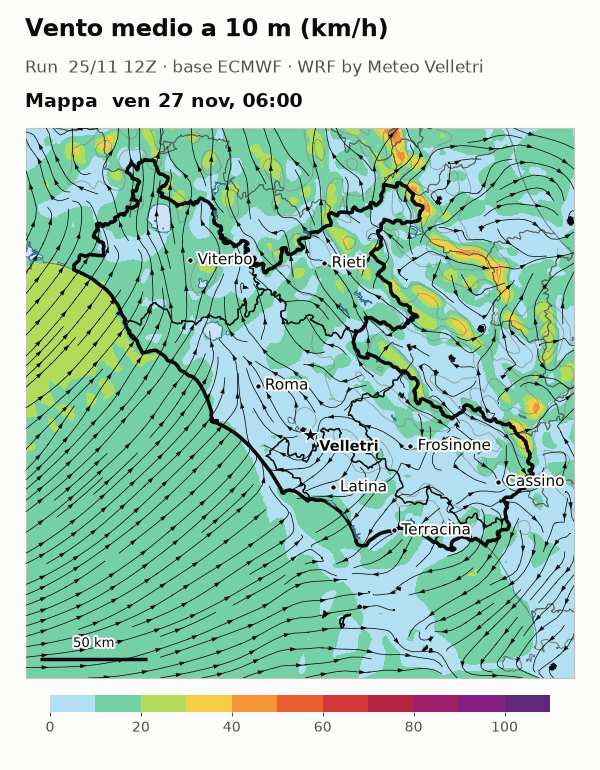 Vento medio a 10 m (km/h)
Run  25/11 12Z · base ECMWF · WRF by Meteo Velletri
Mappa  ven 27 nov, 06:00
Viterbo
Rieti
Roma
Velletri
Frosinone
Cassino
Latina
Terracina
50 km
0 20 40 60 80 100